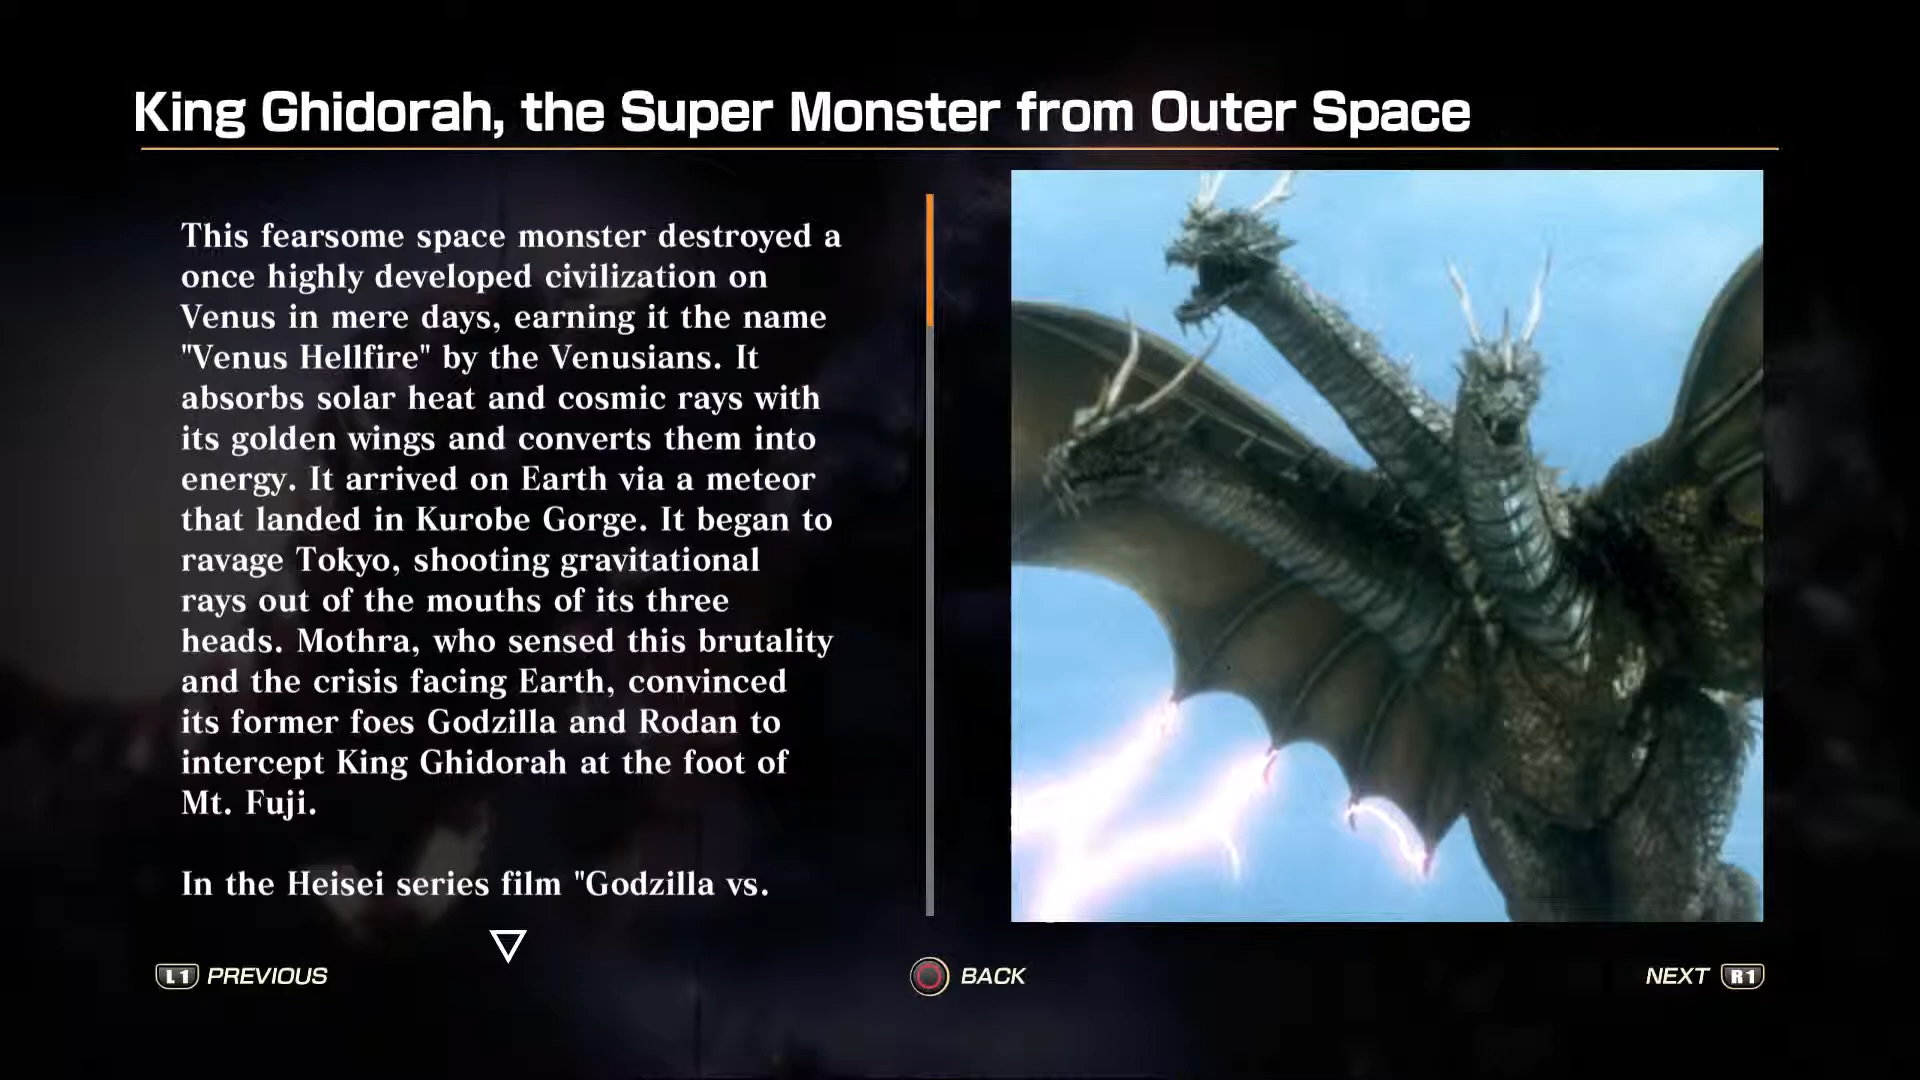 King Ghidorah, the Super Monster from Outer Space
This fearsome space monster destroyed a
once highly developed civilization on
Venus in mere days, earning it the name
"Venus Hellfire" by the Venusians. It
absorbs solar heat and cosmic rays with
its golden wings and converts them into
energy. It arrived on Earth via a meteor
that landed in Kurobe Gorge. It began to
ravage Tokyo, shooting gravitational
rays out of the mouths of its three
heads. Mothra, who sensed this brutality
and the crisis facing Earth, convinced
its former foes Godzilla and Rodan to
intercept King Ghidorah at the foot of
Mt. Fuji.
In the Heisei series film "Godzilla vs.
L1 PREVIOUS
BACK
NEXT R1